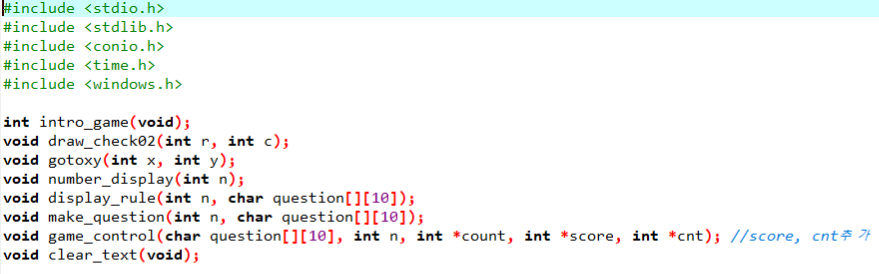 #include <stdio.h>
#include <stdlib.h>
#include <conio.h>
#include <time.h>
#include <windows.h>
int intro_game(void);
void draw_check02(int r, int c);
void gotoxy(int x, int y);
void number_display(int n);
void display_rule(int n, char question[][10]);
void make_question(int n, char question[][10]);
void game_control(char question[][10], int n, int *count, int *score, int *cnt); //score, cnt추가
void clear_text(void);